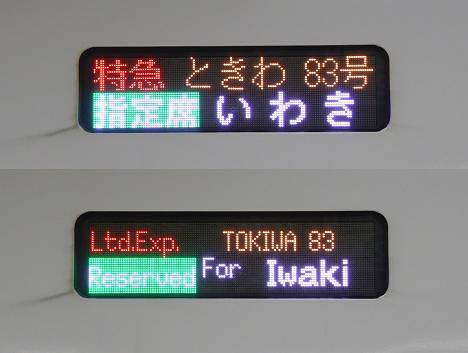 特急 ときわ 83号
指定席 いわき
Ltd.Exp. TOKIWA 83
Reserved For Iwaki